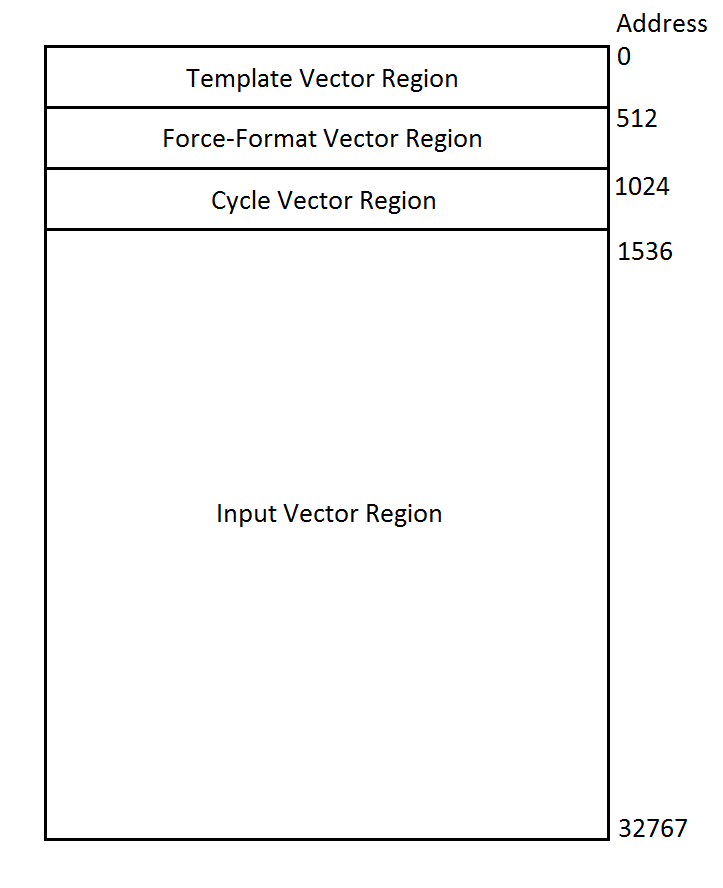 Address
0
Template Vector Region
512
Force-Format Vector Region
1024
Cycle Vector Region
1536
Input Vector Region
32767